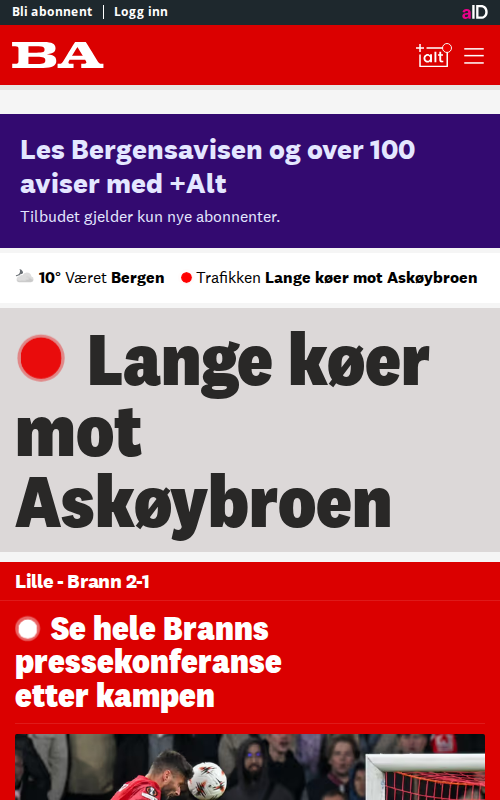 Bli abonnent Logg inn aID
BA +alt
Les Bergensavisen og over 100
aviser med +Alt
Tilbudet gjelder kun nye abonnenter.
10° Været Bergen Trafikken Lange køer mot Askøybroen
Lange køer
mot
Askøybroen
Lille - Brann 2-1
Se hele Branns
pressekonferanse
etter kampen